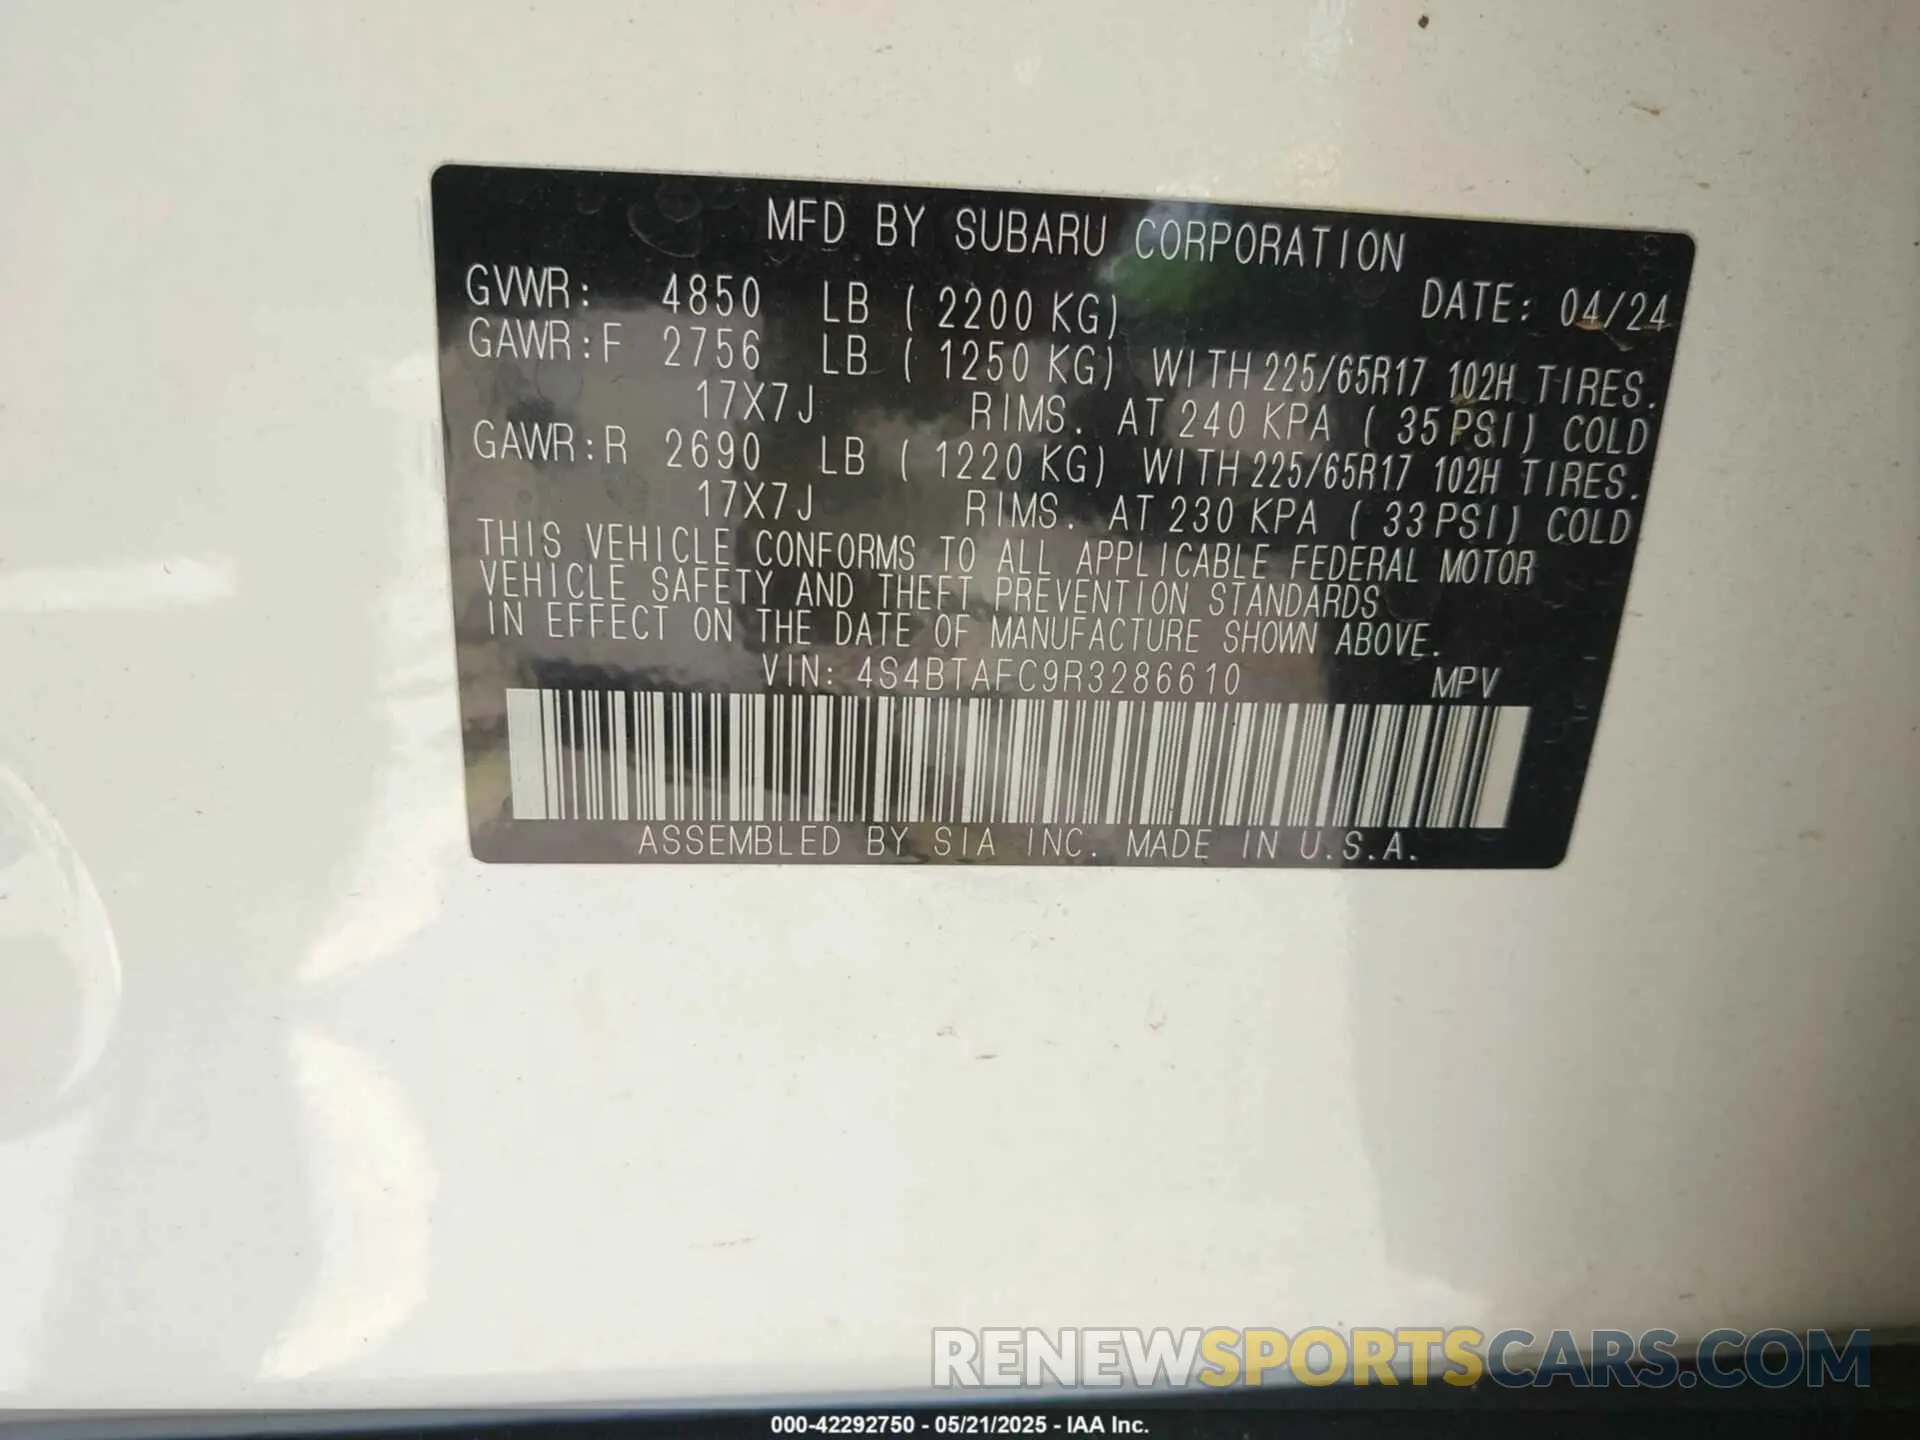 MFD BY SUBARU CORPORATION
GVWR: 4850 LB ( 2200 KG) DATE: 04/24
GAWR:F 2756 LB ( 1250 KG) WITH 225/65R17 102H TIRES.
17X7J RIMS. AT 240 KPA ( 35 PSI) COLD
GAWR:R 2690 LB ( 1220 KG) WITH 225/65R17 102H TIRES.
17X7J RIMS. AT 230 KPA ( 33 PSI) COLD
THIS VEHICLE CONFORMS TO ALL APPLICABLE FEDERAL MOTOR
VEHICLE SAFETY AND THEFT PREVENTION STANDARDS
IN EFFECT ON THE DATE OF MANUFACTURE SHOWN ABOVE.
VIN: 4S4BTAFC9R3286610 MPV
ASSEMBLED BY SIA INC. MADE IN U.S.A.
RENEWSPORTSCARS.COM
000-42292750 - 05/21/2025 - IAA Inc.